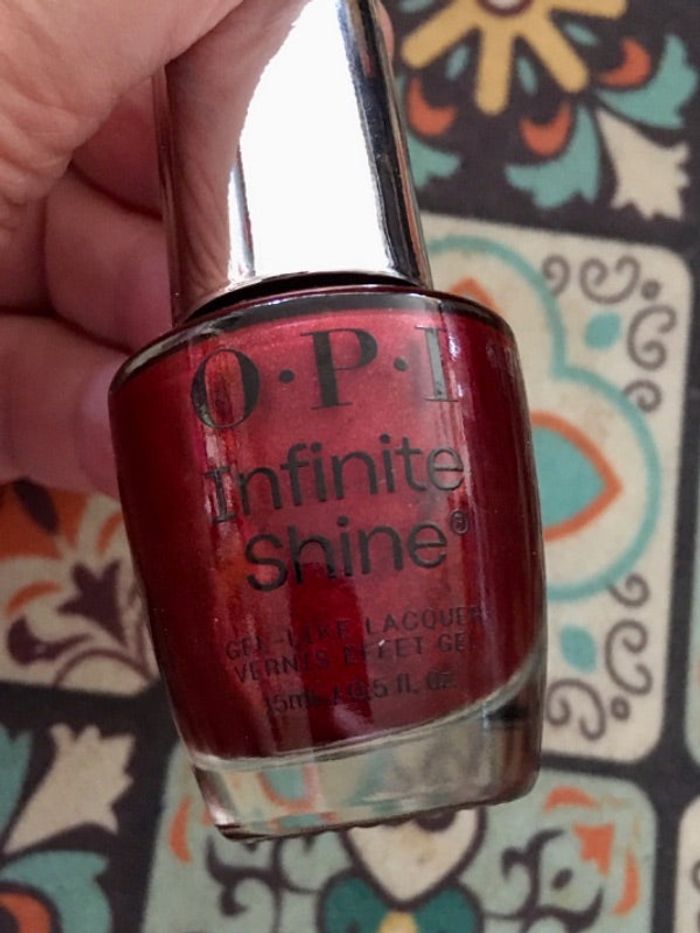 O·P·I
Infinite
Shine®
GEL-LIKE LACQUER
VERNIS EFFET GEL
15mL / 0.5 fl. oz